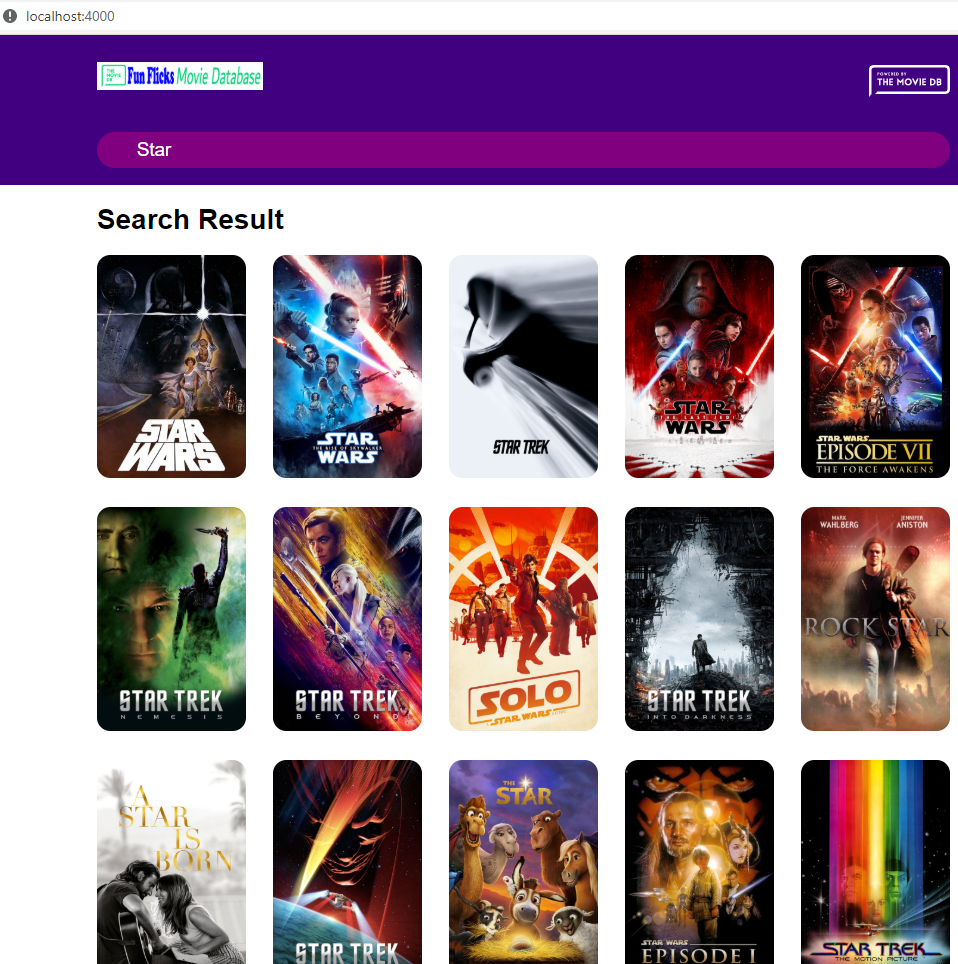 localhost:4000
THE
MOVIE
DB
Fun Flicks Movie Database
POWERED BY
THE MOVIE DB
Star
Search Result
STAR
WARS
STAR
THE RISE OF SKYWALKER
WARS
STAR TREK
STAR
THE LAST JEDI
WARS
STAR WARS
EPISODE VII
THE FORCE AWAKENS
STAR TREK
NEMESIS
STAR TREK
BEYOND
SOLO
A STAR WARS STORY
STAR TREK
INTO DARKNESS
MARK
WAHLBERG
JENNIFER
ANISTON
ROCK STAR
A
STAR
IS
BORN
STAR TREK
THE
STAR
STAR WARS
EPISODE I
STAR TREK
THE MOTION PICTURE